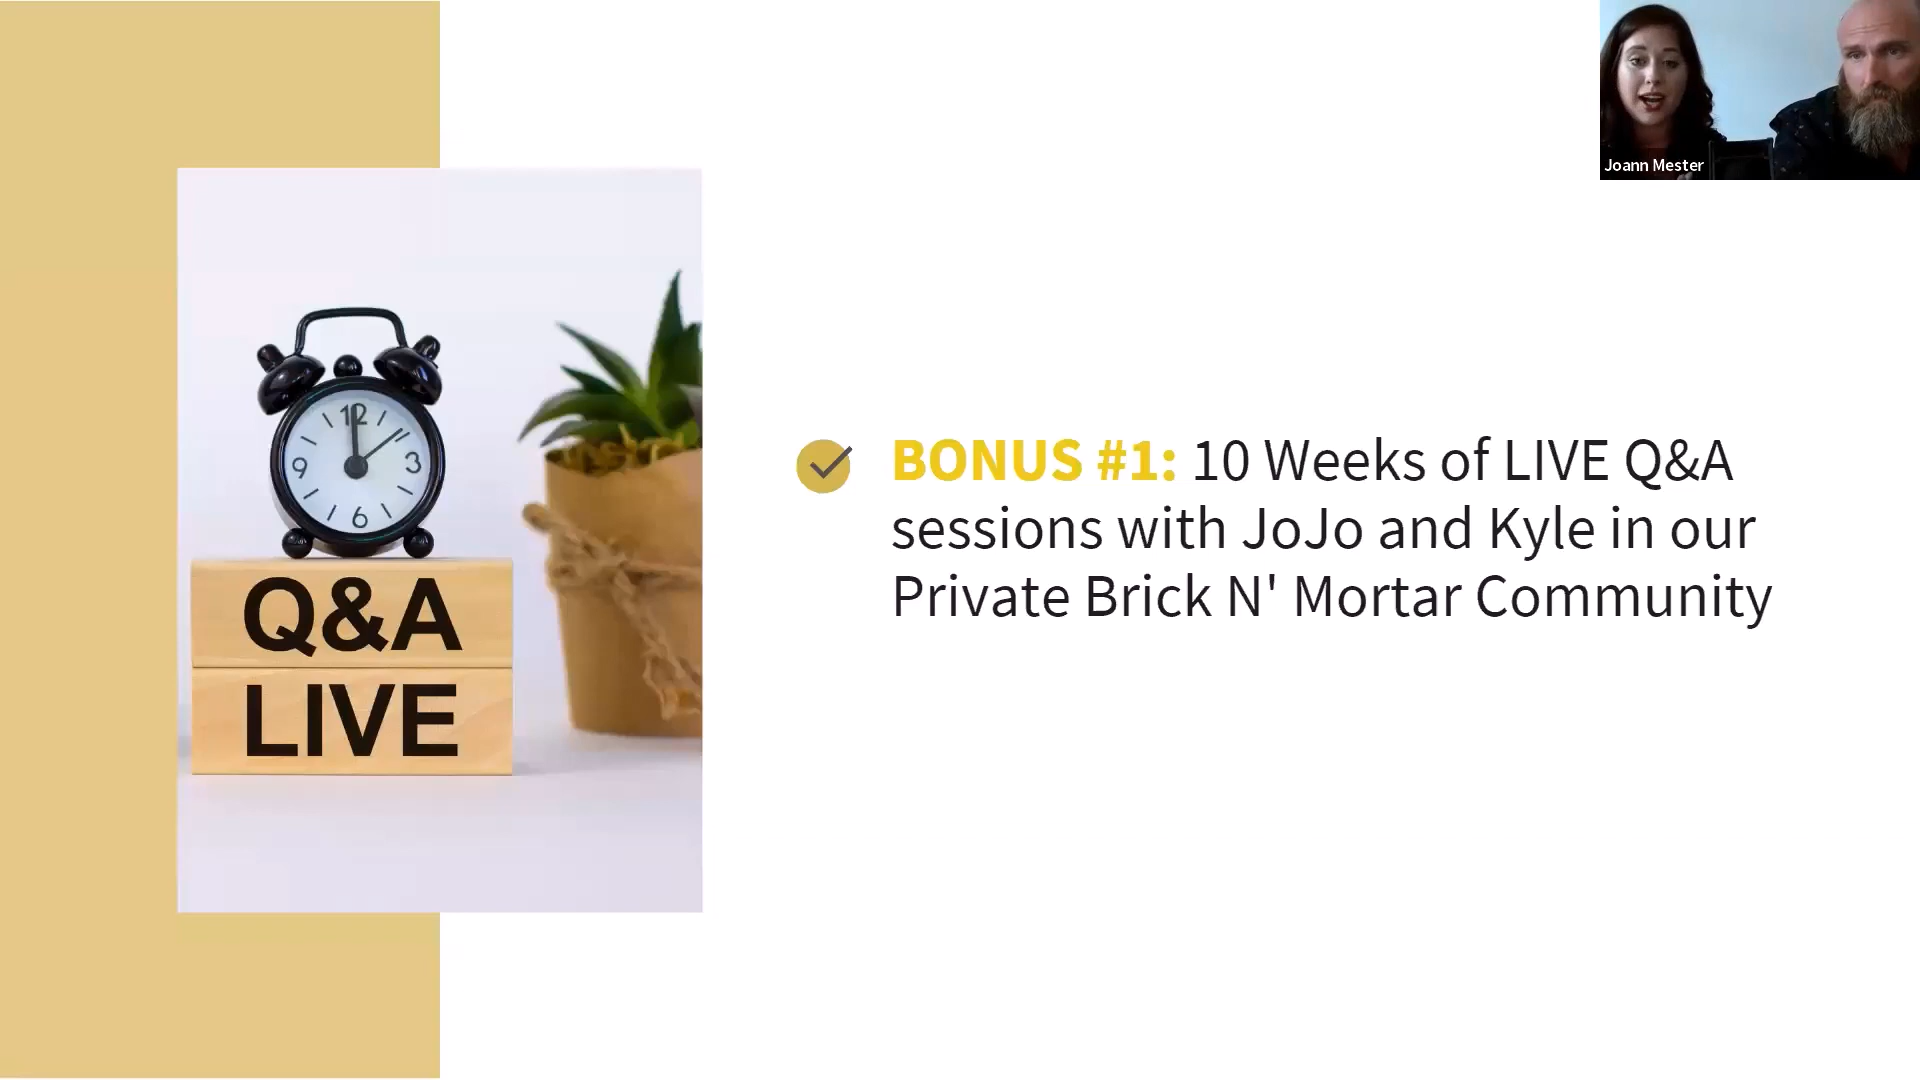 Joann Mester
12
9
3
6
Q&A
LIVE
BONUS #1: 10 Weeks of LIVE Q&A
sessions with JoJo and Kyle in our
Private Brick N' Mortar Community